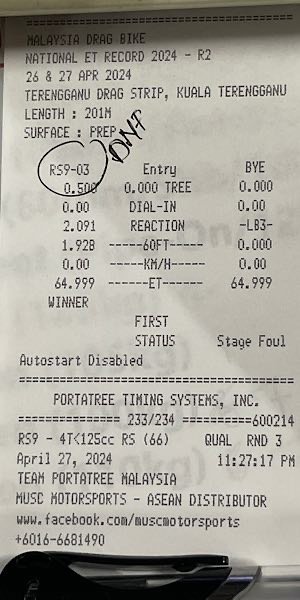 MALAYSIA DRAG BIKE
NATIONAL ET RECORD 2024 - R2
26 & 27 APR 2024
TERENGGANU DRAG STRIP, KUALA TERENGGANU
LENGTH : 201M
SURFACE : PREP
DNP
RS9-03 Entry BYE
0.500 0.000 TREE 0.000
0.00 DIAL-IN 0.00
2.091 REACTION -LB3-
1.928 -----60FT----- 0.000
0.00 -----KM/H----- 0.00
64.999 ------ET------ 64.999
WINNER
FIRST
STATUS Stage Foul
Autostart Disabled
=======================================
PORTATREE TIMING SYSTEMS, INC.
============== 233/234 ==========600214
RS9 - 4T<125cc RS (66) QUAL RND 3
April 27, 2024 11:27:17 PM
TEAM PORTATREE MALAYSIA
MUSC MOTORSPORTS - ASEAN DISTRIBUTOR
www.facebook.com/muscmotorsports
+6016-6681490